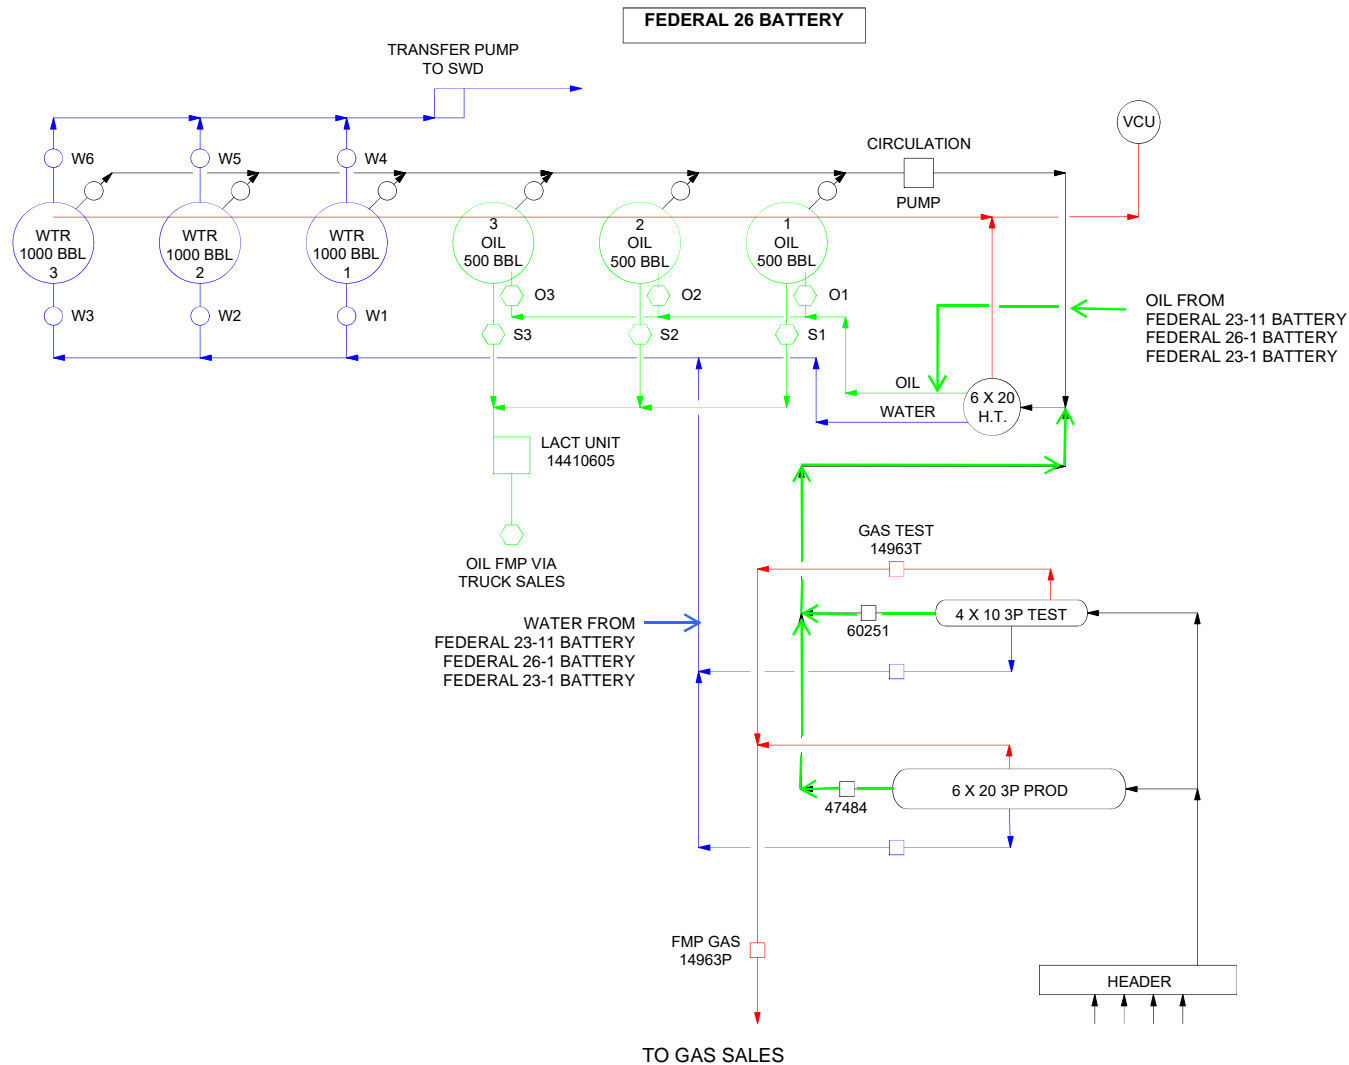 FEDERAL 26 BATTERY
TRANSFER PUMP
TO SWD
VCU
CIRCULATION
PUMP
W6
W5
W4
WTR
1000 BBL
3
WTR
1000 BBL
2
WTR
1000 BBL
1
3
OIL
500 BBL
2
OIL
500 BBL
1
OIL
500 BBL
O3
O2
O1
W3
W2
W1
S3
S2
S1
OIL FROM
FEDERAL 23-11 BATTERY
FEDERAL 26-1 BATTERY
FEDERAL 23-1 BATTERY
OIL
WATER
6 X 20
H.T.
LACT UNIT
14410605
OIL FMP VIA
TRUCK SALES
GAS TEST
14963T
4 X 10 3P TEST
60251
WATER FROM
FEDERAL 23-11 BATTERY
FEDERAL 26-1 BATTERY
FEDERAL 23-1 BATTERY
6 X 20 3P PROD
47484
FMP GAS
14963P
HEADER
TO GAS SALES